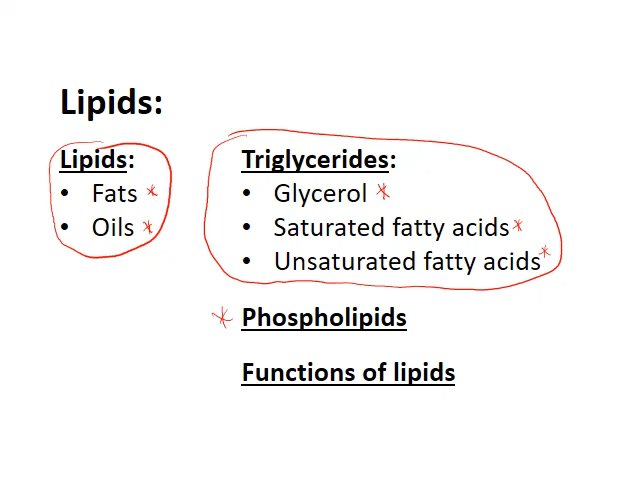 Lipids:
Lipids:
• Fats *
• Oils *
Triglycerides:
• Glycerol *
• Saturated fatty acids *
• Unsaturated fatty acids *
* Phospholipids
Functions of lipids